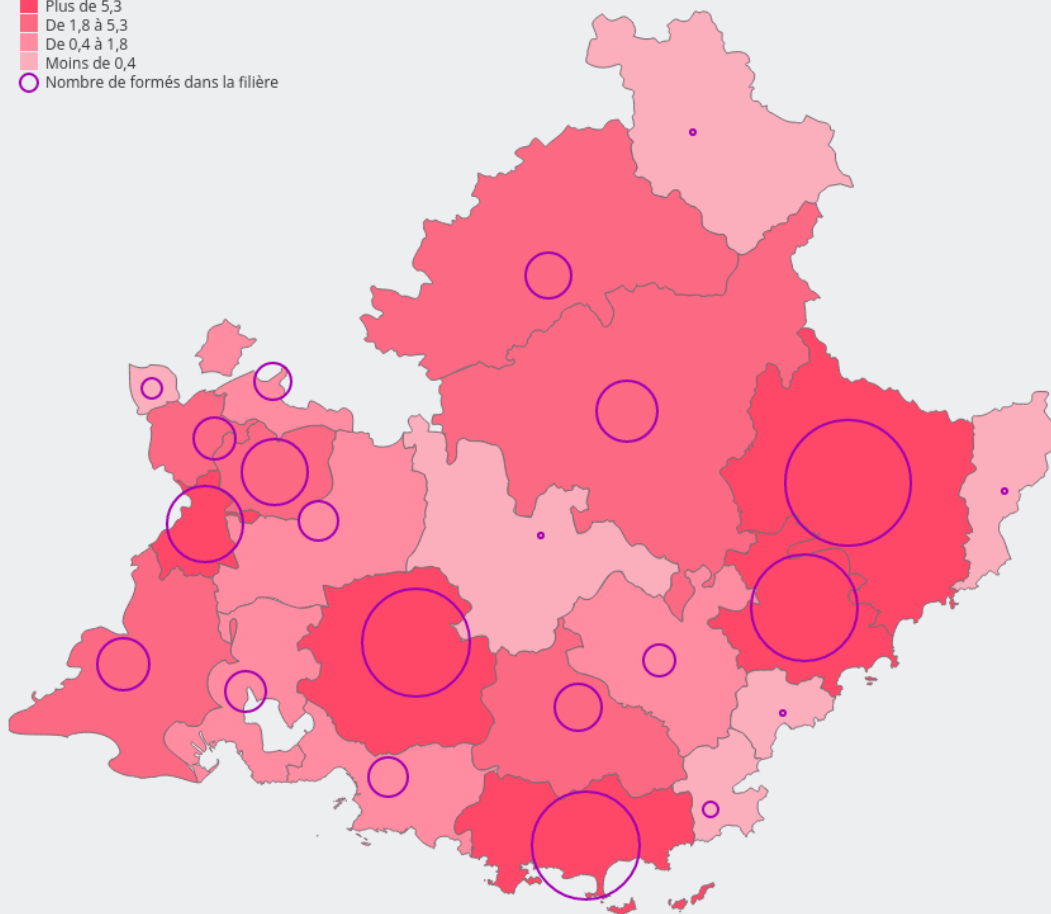 Plus de 5,3
De 1,8 à 5,3
De 0,4 à 1,8
Moins de 0,4
Nombre de formés dans la filière